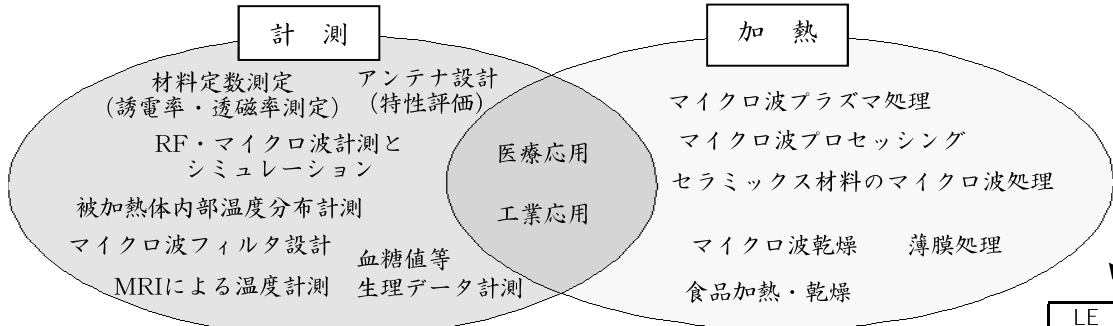 計 測
材料定数測定
(誘電率・透磁率測定)
アンテナ設計
(特性評価)
RF・マイクロ波計測と
シミュレーション
被加熱体内部温度分布計測
マイクロ波フィルタ設計
血糖値等
生理データ計測
MRIによる温度計測
医療応用
工業応用
加 熱
マイクロ波プラズマ処理
マイクロ波プロセッシング
セラミックス材料のマイクロ波処理
マイクロ波乾燥 薄膜処理
食品加熱・乾燥
LE